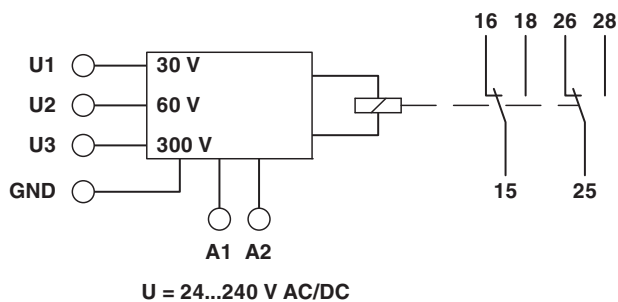 16 18 26 28
U1 30 V
U2 60 V
U3 300 V
GND
15 25
A1 A2
U = 24...240 V AC/DC